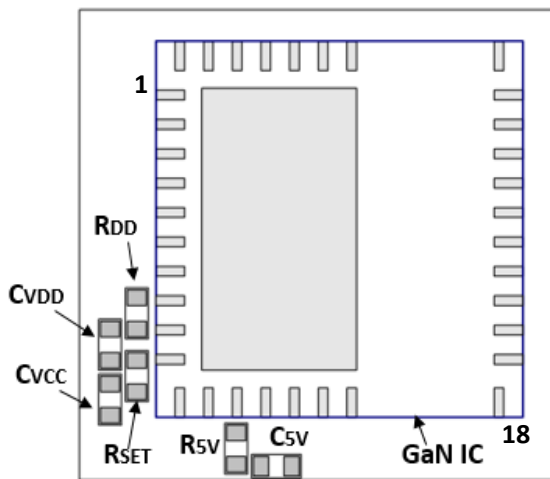 1
RDD
CVDD
CVCC
RSET
R5V
C5V
GaN IC
18